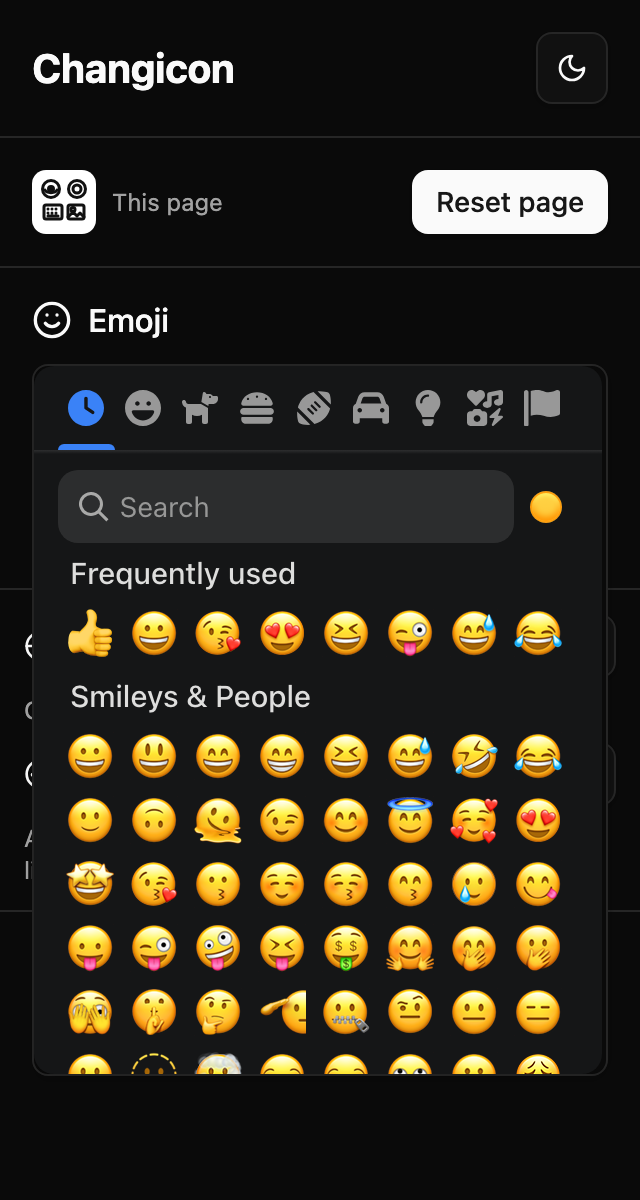 Changicon
This page
Reset page
Emoji
Search
Frequently used
Smileys & People